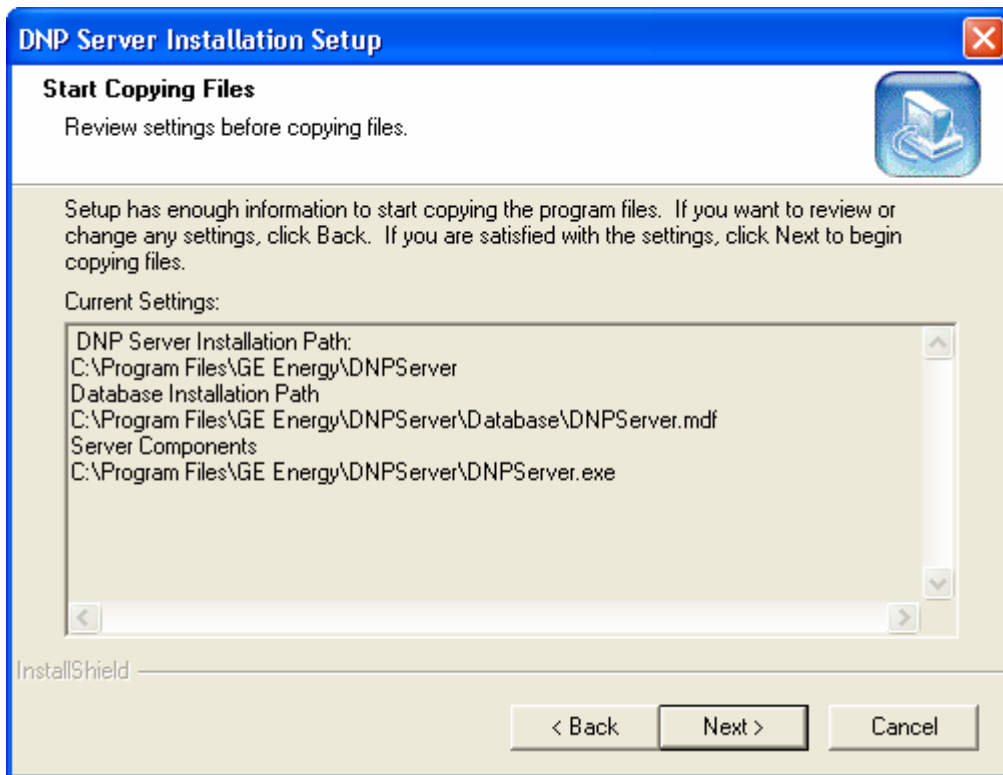 DNP Server Installation Setup
Start Copying Files
Review settings before copying files.
Setup has enough information to start copying the program files.  If you want to review or
change any settings, click Back.  If you are satisfied with the settings, click Next to begin
copying files.
Current Settings:
DNP Server Installation Path:
C:\Program Files\GE Energy\DNPServer
Database Installation Path
C:\Program Files\GE Energy\DNPServer\Database\DNPServer.mdf
Server Components
C:\Program Files\GE Energy\DNPServer\DNPServer.exe
InstallShield
< Back Next > Cancel